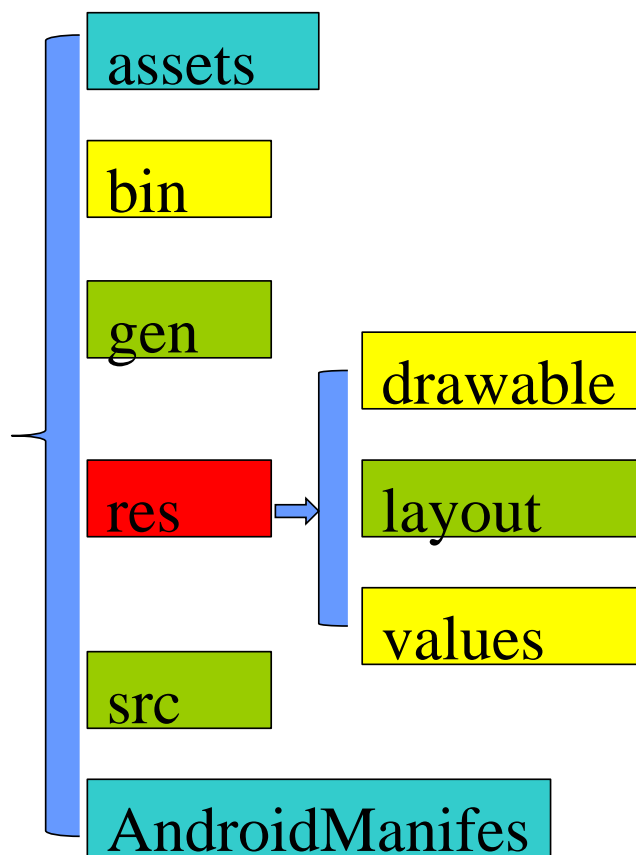 assets
bin
gen
drawable
res
layout
values
src
AndroidManifes